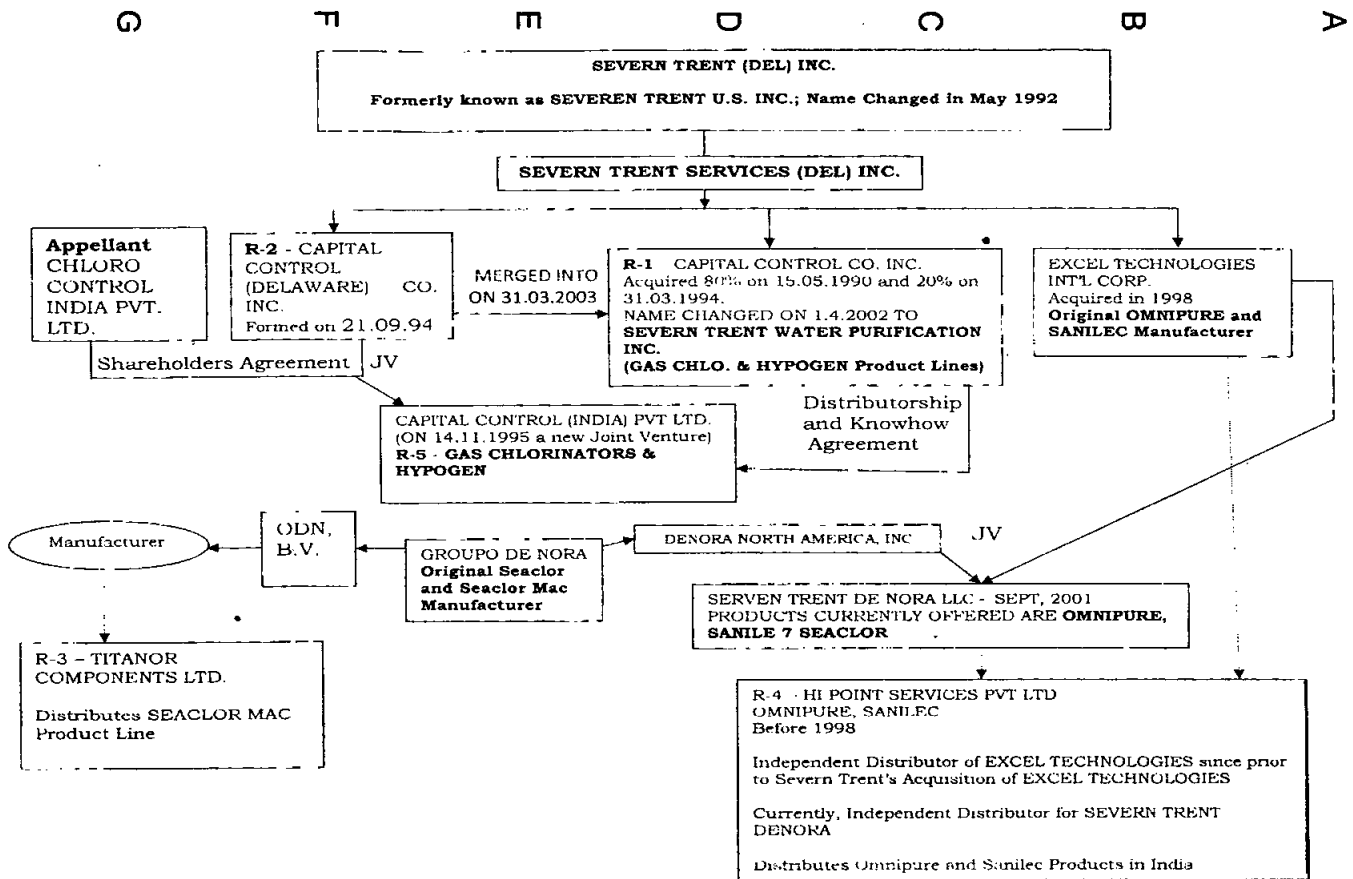 G F E D C B A
SEVERN TRENT (DEL) INC.
Formerly known as SEVEREN TRENT U.S. INC.; Name Changed in May 1992
SEVERN TRENT SERVICES (DEL) INC.
Appellant
CHLORO
CONTROL
INDIA PVT.
LTD.
R-2 - CAPITAL
CONTROL
(DELAWARE) CO.
INC.
Formed on 21.09.94
MERGED INTO
ON 31.03.2003
R-1 CAPITAL CONTROL CO. INC.
Acquired 80% on 15.05.1990 and 20% on
31.03.1994.
NAME CHANGED ON 1.4.2002 TO
SEVERN TRENT WATER PURIFICATION
INC.
(GAS CHLO. & HYPOGEN Product Lines)
EXCEL TECHNOLOGIES
INT'L CORP.
Acquired in 1998
Original OMNIPURE and
SANILEC Manufacturer
Shareholders Agreement JV
CAPITAL CONTROL (INDIA) PVT LTD.
(ON 14.11.1995 a new Joint Venture)
R-5 - GAS CHLORINATORS &
HYPOGEN
Distributorship
and Knowhow
Agreement
Manufacturer
ODN,
B.V.
GROUPO DE NORA
Original Seaclor
and Seaclor Mac
Manufacturer
DENORA NORTH AMERICA, INC
JV
SERVEN TRENT DE NORA LLC - SEPT, 2001
PRODUCTS CURRENTLY OFFERED ARE OMNIPURE,
SANILE 7 SEACLOR
R-3 – TITANOR
COMPONENTS LTD.
Distributes SEACLOR MAC
Product Line
R-4 - HI POINT SERVICES PVT LTD
OMNIPURE, SANILEC
Before 1998
Independent Distributor of EXCEL TECHNOLOGIES since prior
to Severn Trent's Acquisition of EXCEL TECHNOLOGIES
Currently, Independent Distributor for SEVERN TRENT
DENORA
Distributes Omnipure and Sanilec Products in India